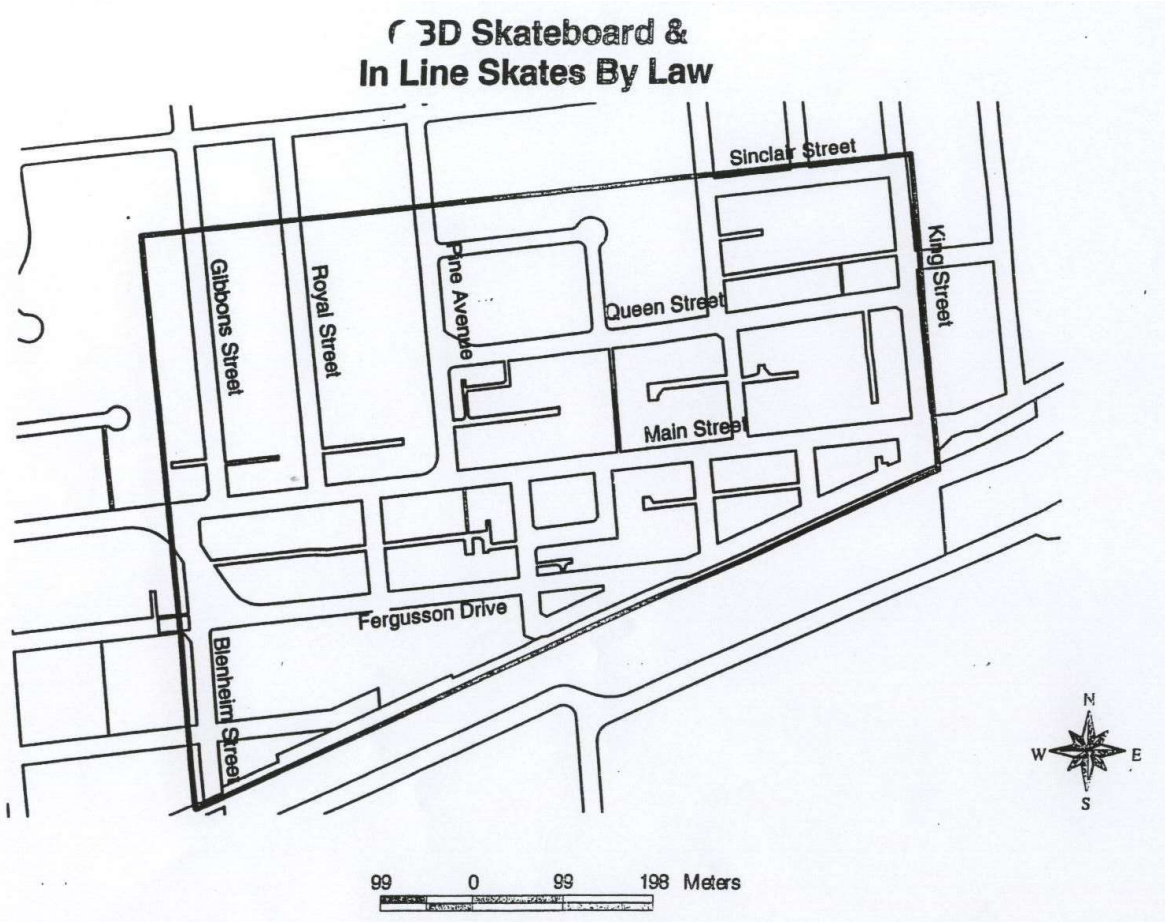 3D Skateboard &
In Line Skates By Law
Sinclair Street
King Street
Pine Avenue
Gibbons Street
Royal Street
Queen Street
Main Street
Fergusson Drive
Blenheim Street
N
W E
S
99 0 99 198 Meters